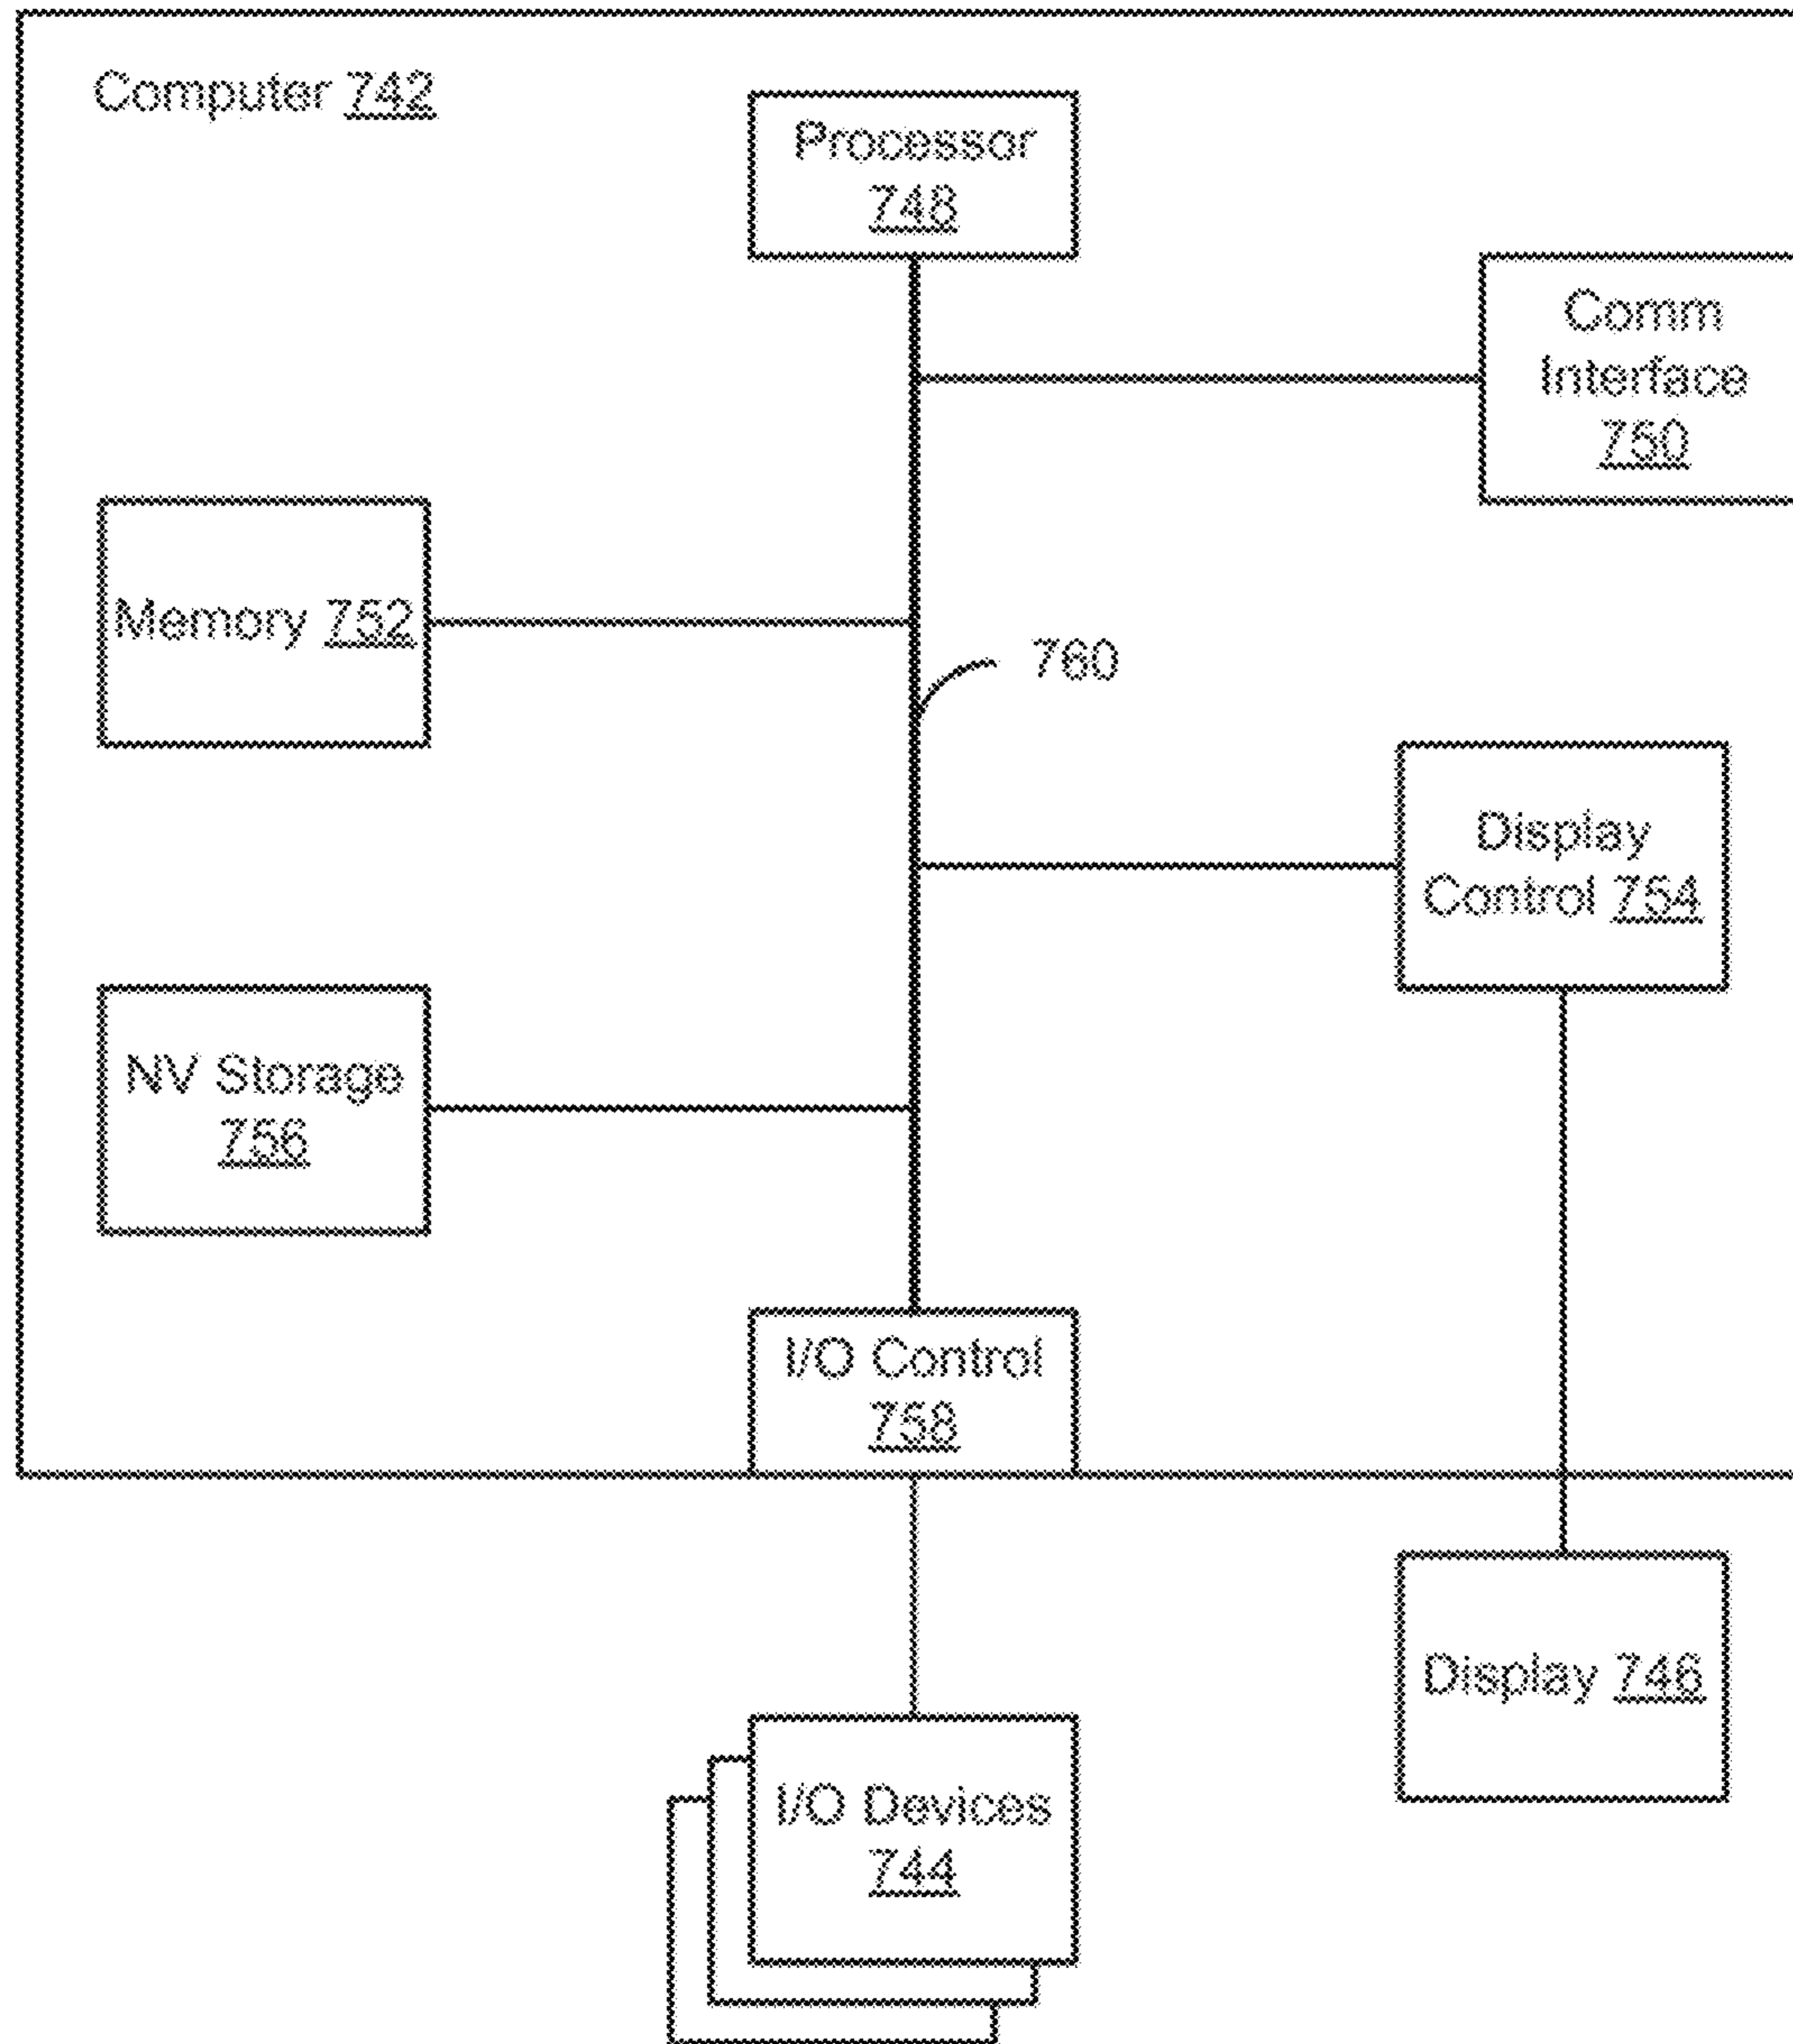 Computer 742
Processor
748
Comm
Interface
750
Memory 752
760
Display
Control 754
NV Storage
756
I/O Control
758
Display 746
I/O Devices
744